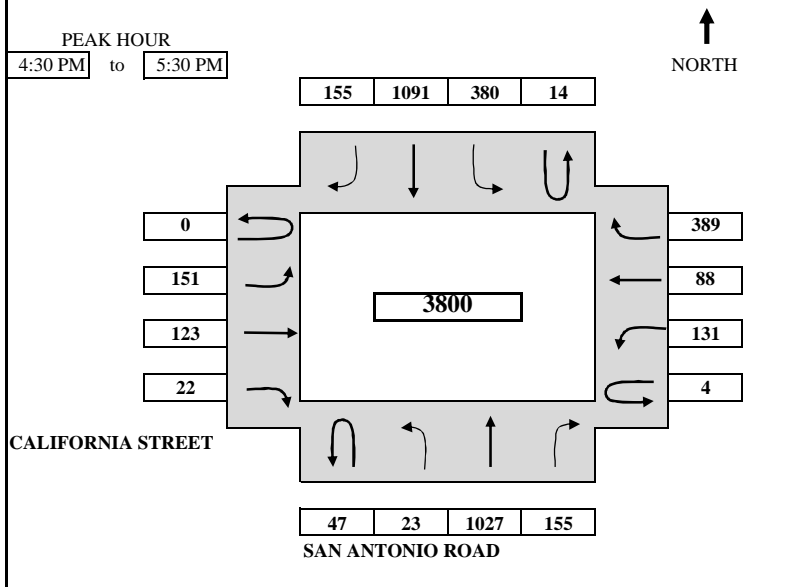 PEAK HOUR
4:30 PM to 5:30 PM
NORTH
155 1091 380 14
0 389
151 88
3800
123 131
22 4
CALIFORNIA STREET
47 23 1027 155
SAN ANTONIO ROAD